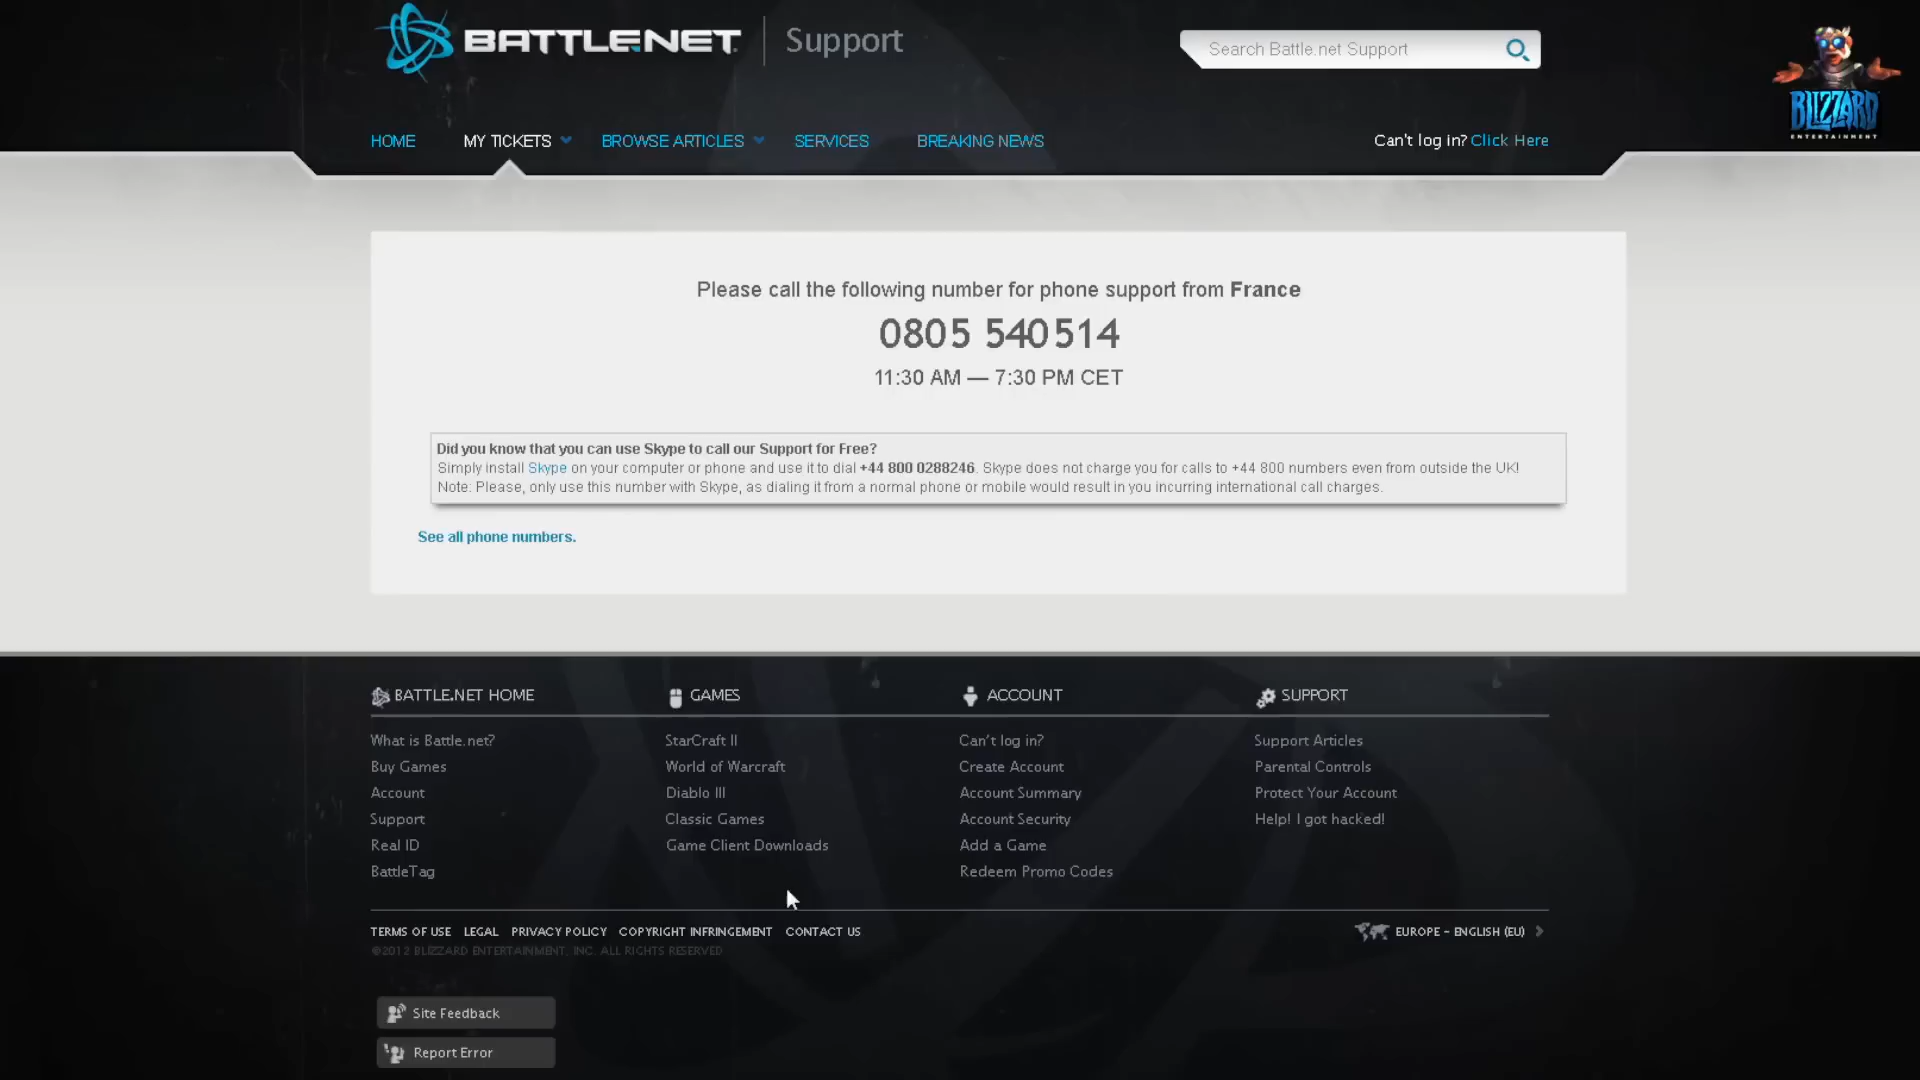 BATTLE.NET Support
Search Battle.net Support
BLIZZARD
ENTERTAINMENT
HOME MY TICKETS BROWSE ARTICLES SERVICES BREAKING NEWS
Can't log in? Click Here
Please call the following number for phone support from France
0805 540514
11:30 AM — 7:30 PM CET
Did you know that you can use Skype to call our Support for Free?
Simply install Skype on your computer or phone and use it to dial +44 800 0288246. Skype does not charge you for calls to +44 800 numbers even from outside the UK!
Note: Please, only use this number with Skype, as dialing it from a normal phone or mobile would result in you incurring international call charges.
See all phone numbers.
BATTLE.NET HOME
What is Battle.net?
Buy Games
Account
Support
Real ID
BattleTag
GAMES
StarCraft II
World of Warcraft
Diablo III
Classic Games
Game Client Downloads
ACCOUNT
Can't log in?
Create Account
Account Summary
Account Security
Add a Game
Redeem Promo Codes
SUPPORT
Support Articles
Parental Controls
Protect Your Account
Help! I got hacked!
TERMS OF USE LEGAL PRIVACY POLICY COPYRIGHT INFRINGEMENT CONTACT US
EUROPE - ENGLISH (EU)
©2012 BLIZZARD ENTERTAINMENT, INC. ALL RIGHTS RESERVED
Site Feedback
Report Error